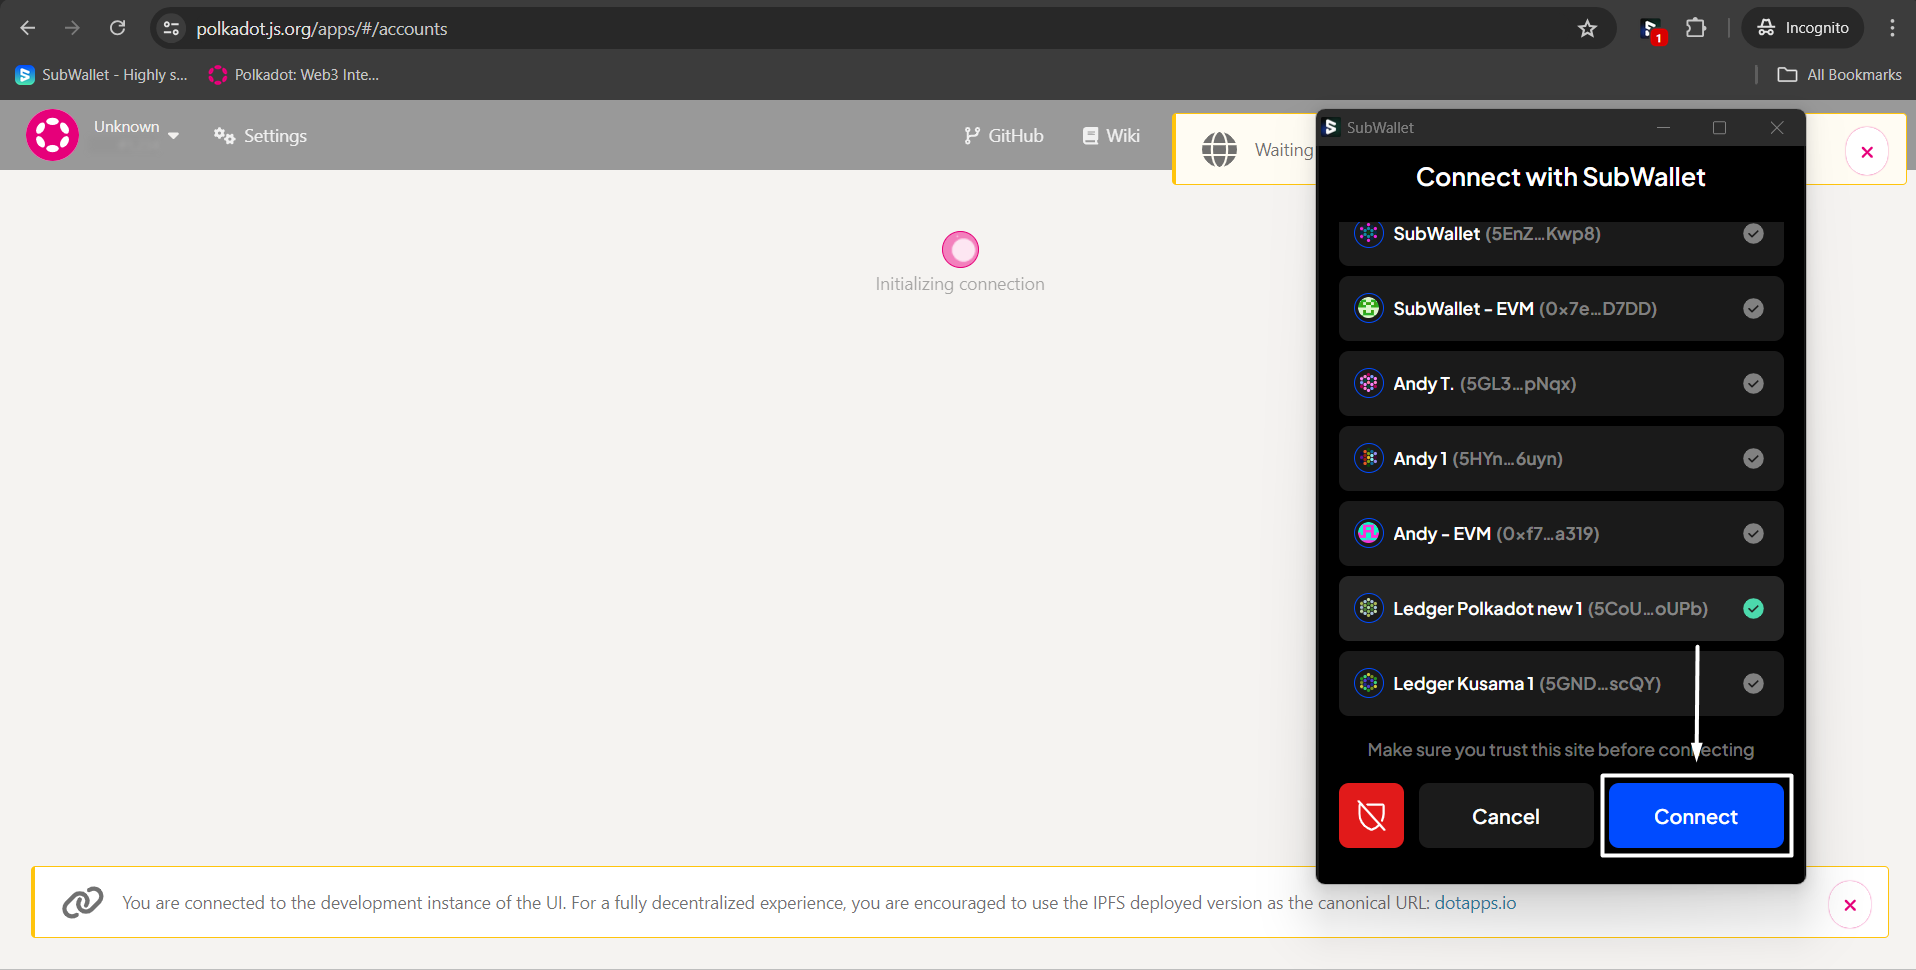 polkadot.js.org/apps/#/accounts
1
Incognito
SubWallet - Highly s...
Polkadot: Web3 Inte...
All Bookmarks
Unknown
Settings
GitHub
Wiki
Waiting
SubWallet
Connect with SubWallet
Initializing connection
SubWallet (5EnZ...Kwp8)
SubWallet - EVM (0x7e...D7DD)
Andy T. (5GL3...pNqx)
Andy 1 (5HYn...6uyn)
Andy - EVM (0xf7...a319)
Ledger Polkadot new 1 (5CoU...oUPb)
Ledger Kusama 1 (5GND...scQY)
Make sure you trust this site before connecting
Cancel
Connect
You are connected to the development instance of the UI. For a fully decentralized experience, you are encouraged to use the IPFS deployed version as the canonical URL: dotapps.io